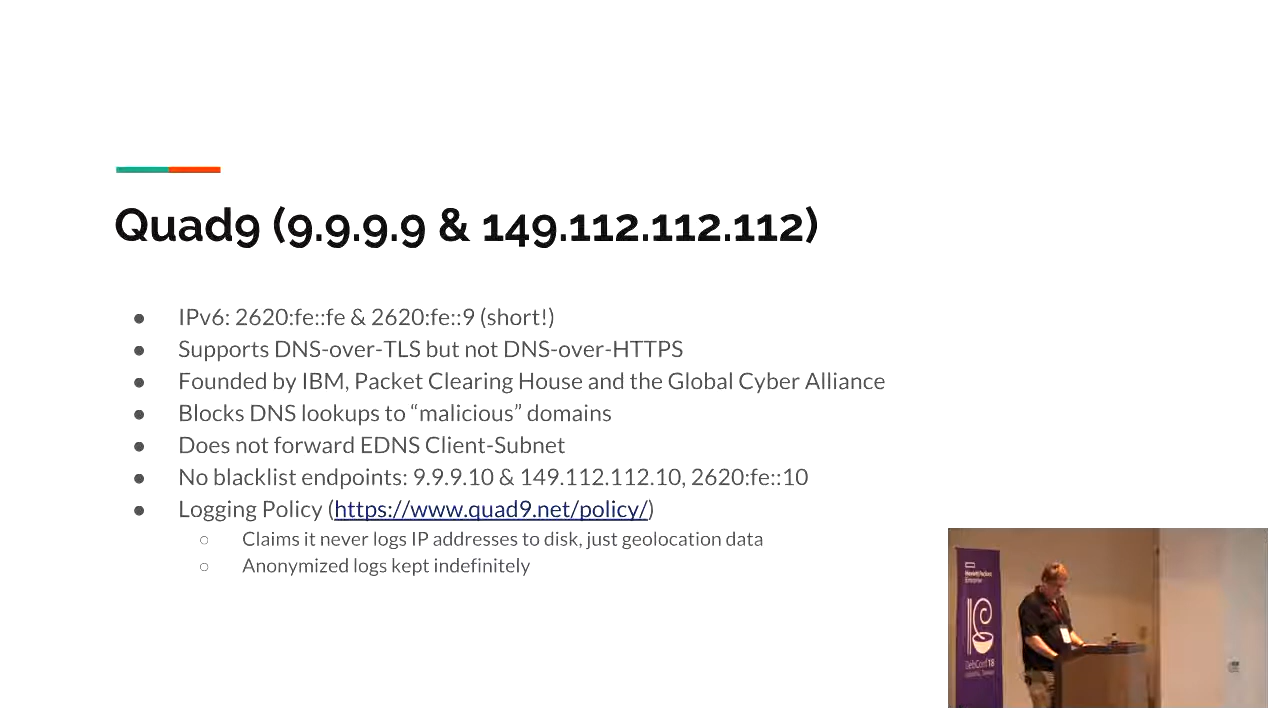 Quad9 (9.9.9.9 & 149.112.112.112)
● IPv6: 2620:fe::fe & 2620:fe::9 (short!)
● Supports DNS-over-TLS but not DNS-over-HTTPS
● Founded by IBM, Packet Clearing House and the Global Cyber Alliance
● Blocks DNS lookups to “malicious” domains
● Does not forward EDNS Client-Subnet
● No blacklist endpoints: 9.9.9.10 & 149.112.112.10, 2620:fe::10
● Logging Policy (https://www.quad9.net/policy/)
○ Claims it never logs IP addresses to disk, just geolocation data
○ Anonymized logs kept indefinitely
Hewlett Packard
Enterprise
DebConf18